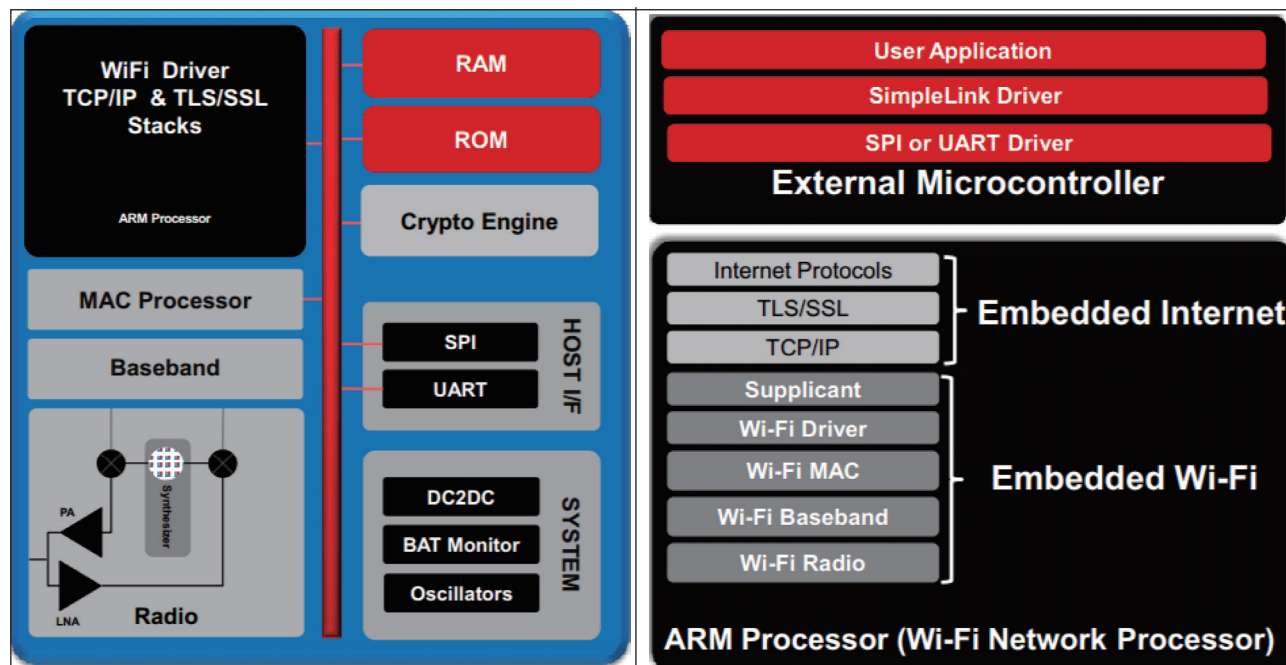 WiFi Driver
TCP/IP & TLS/SSL
Stacks
ARM Processor
MAC Processor
Baseband
Synthesizer
PA
LNA
Radio
RAM
ROM
Crypto Engine
SPI
UART
HOST I/F
DC2DC
BAT Monitor
Oscillators
SYSTEM
User Application
SimpleLink Driver
SPI or UART Driver
External Microcontroller
Internet Protocols
TLS/SSL
TCP/IP
Embedded Internet
Supplicant
Wi-Fi Driver
Wi-Fi MAC
Wi-Fi Baseband
Wi-Fi Radio
Embedded Wi-Fi
ARM Processor (Wi-Fi Network Processor)